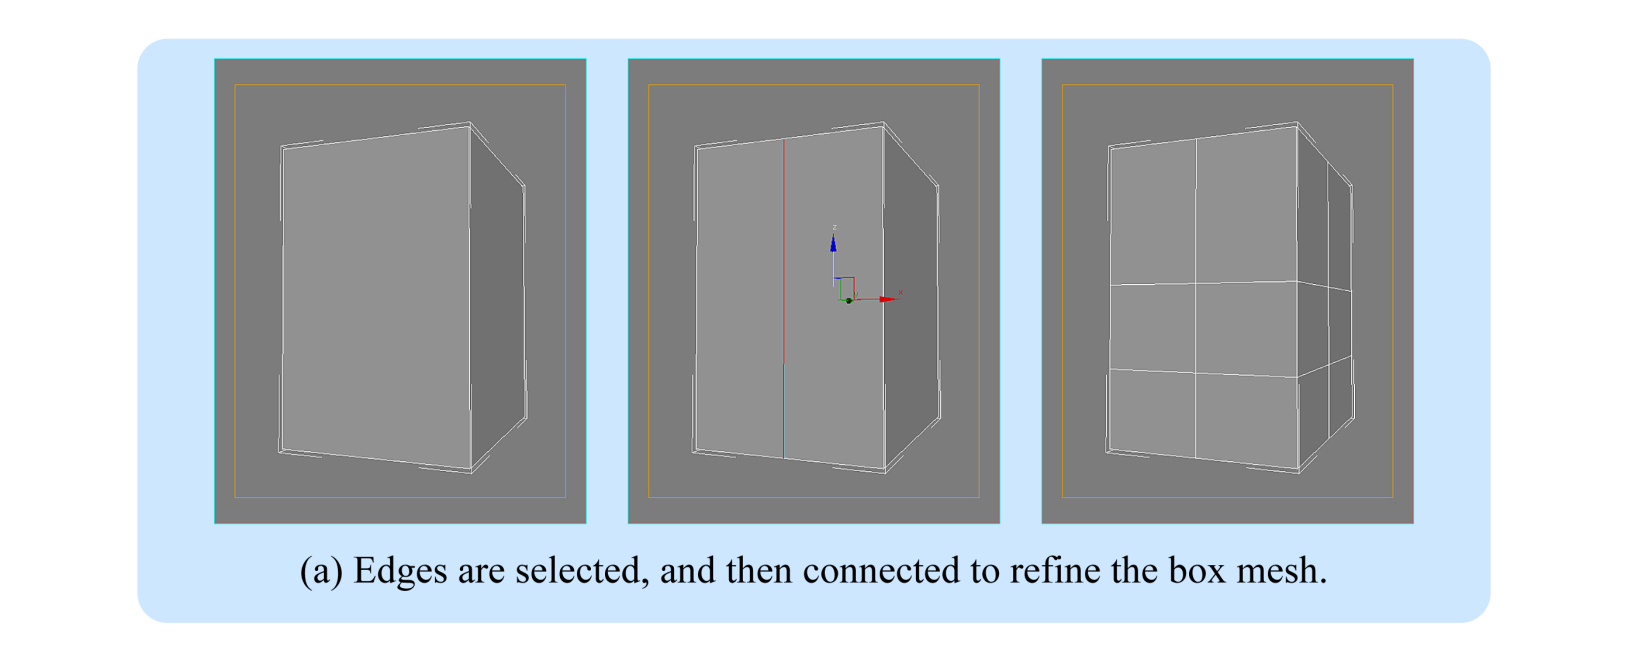 z
(a) Edges are selected, and then connected to refine the box mesh.